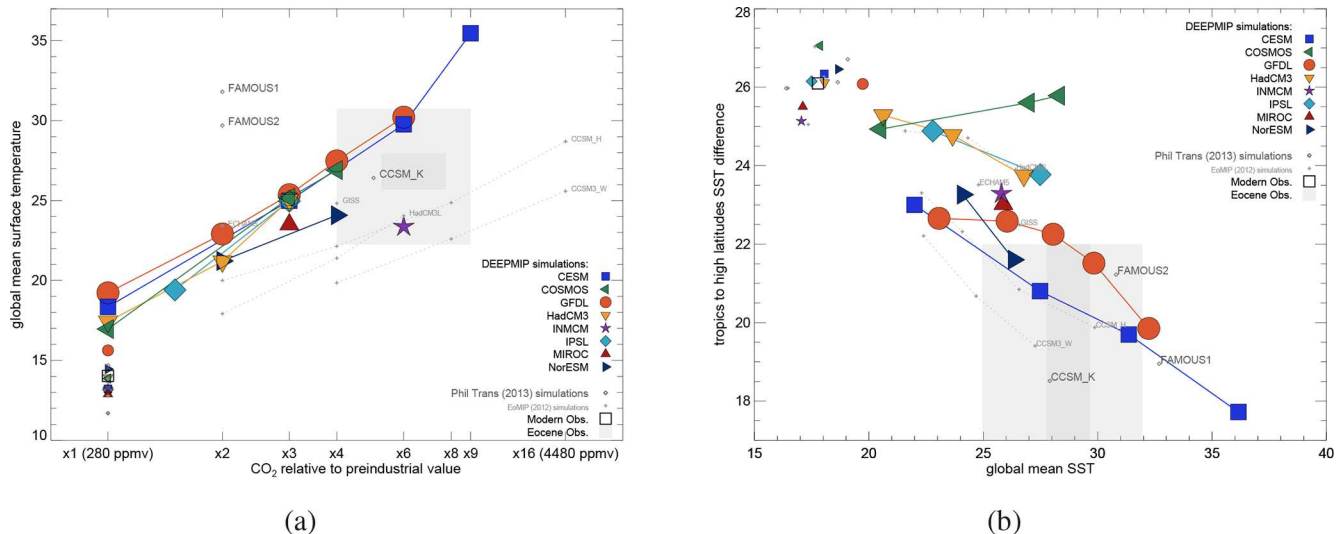 35
30
25
20
15
10
global mean surface temperature
FAMOUS1
FAMOUS2
CCSM_H
CCSM_K
CCSM3_W
ECHAM5
GISS
HadCM3L
DEEPMIP simulations:
CESM
COSMOS
GFDL
HadCM3
INMCM
IPSL
MIROC
NorESM
Phil Trans (2013) simulations
EoMIP (2012) simulations
Modern Obs.
Eocene Obs.
x1 (280 ppmv) x2 x3 x4 x6 x8 x9 x16 (4480 ppmv)
CO2 relative to preindustrial value
(a)
28
26
24
22
20
18
tropics to high latitudes SST difference
DEEPMIP simulations:
CESM
COSMOS
GFDL
HadCM3
INMCM
IPSL
MIROC
NorESM
Phil Trans (2013) simulations
EoMIP (2012) simulations
Modern Obs.
Eocene Obs.
ECHAM5
GISS
FAMOUS2
CCSM_H
CCSM3_W
FAMOUS1
CCSM_K
15 20 25 30 35 40
global mean SST
(b)